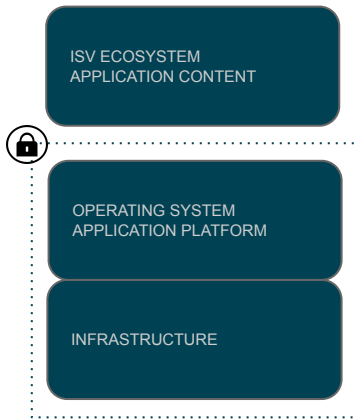 ISV ECOSYSTEM
APPLICATION CONTENT
OPERATING SYSTEM
APPLICATION PLATFORM
INFRASTRUCTURE